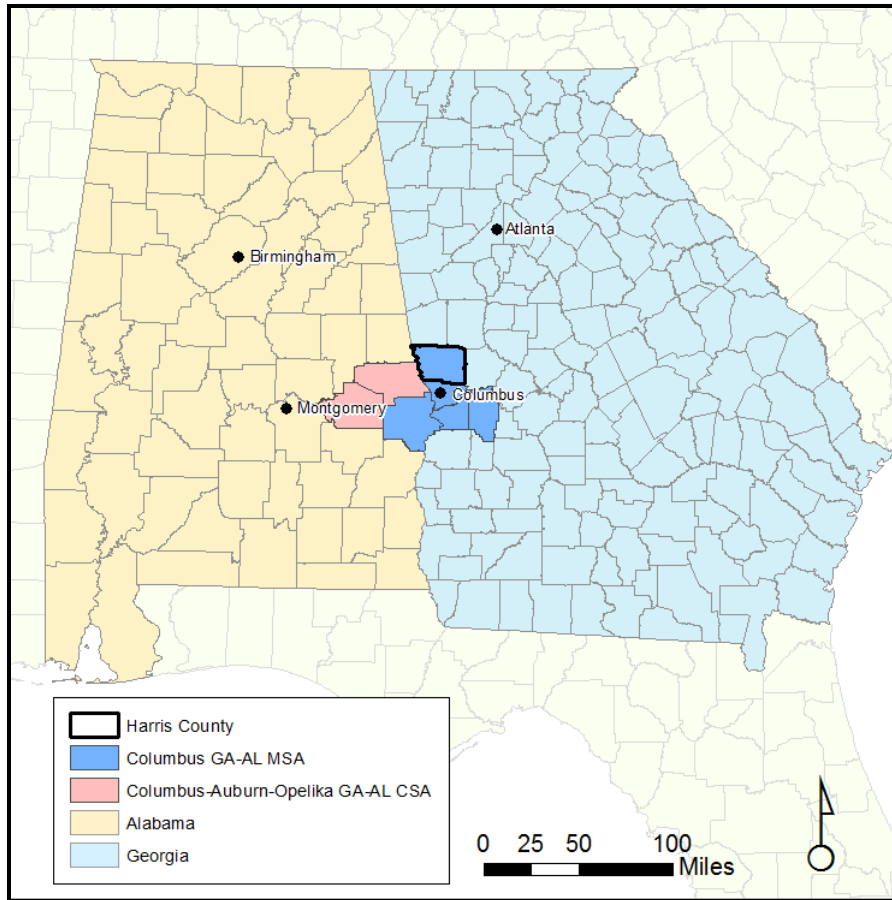 Atlanta
Birmingham
Columbus
Montgomery
Harris County
Columbus GA-AL MSA
Columbus-Auburn-Opelika GA-AL CSA
Alabama
Georgia
0 25 50 100
Miles